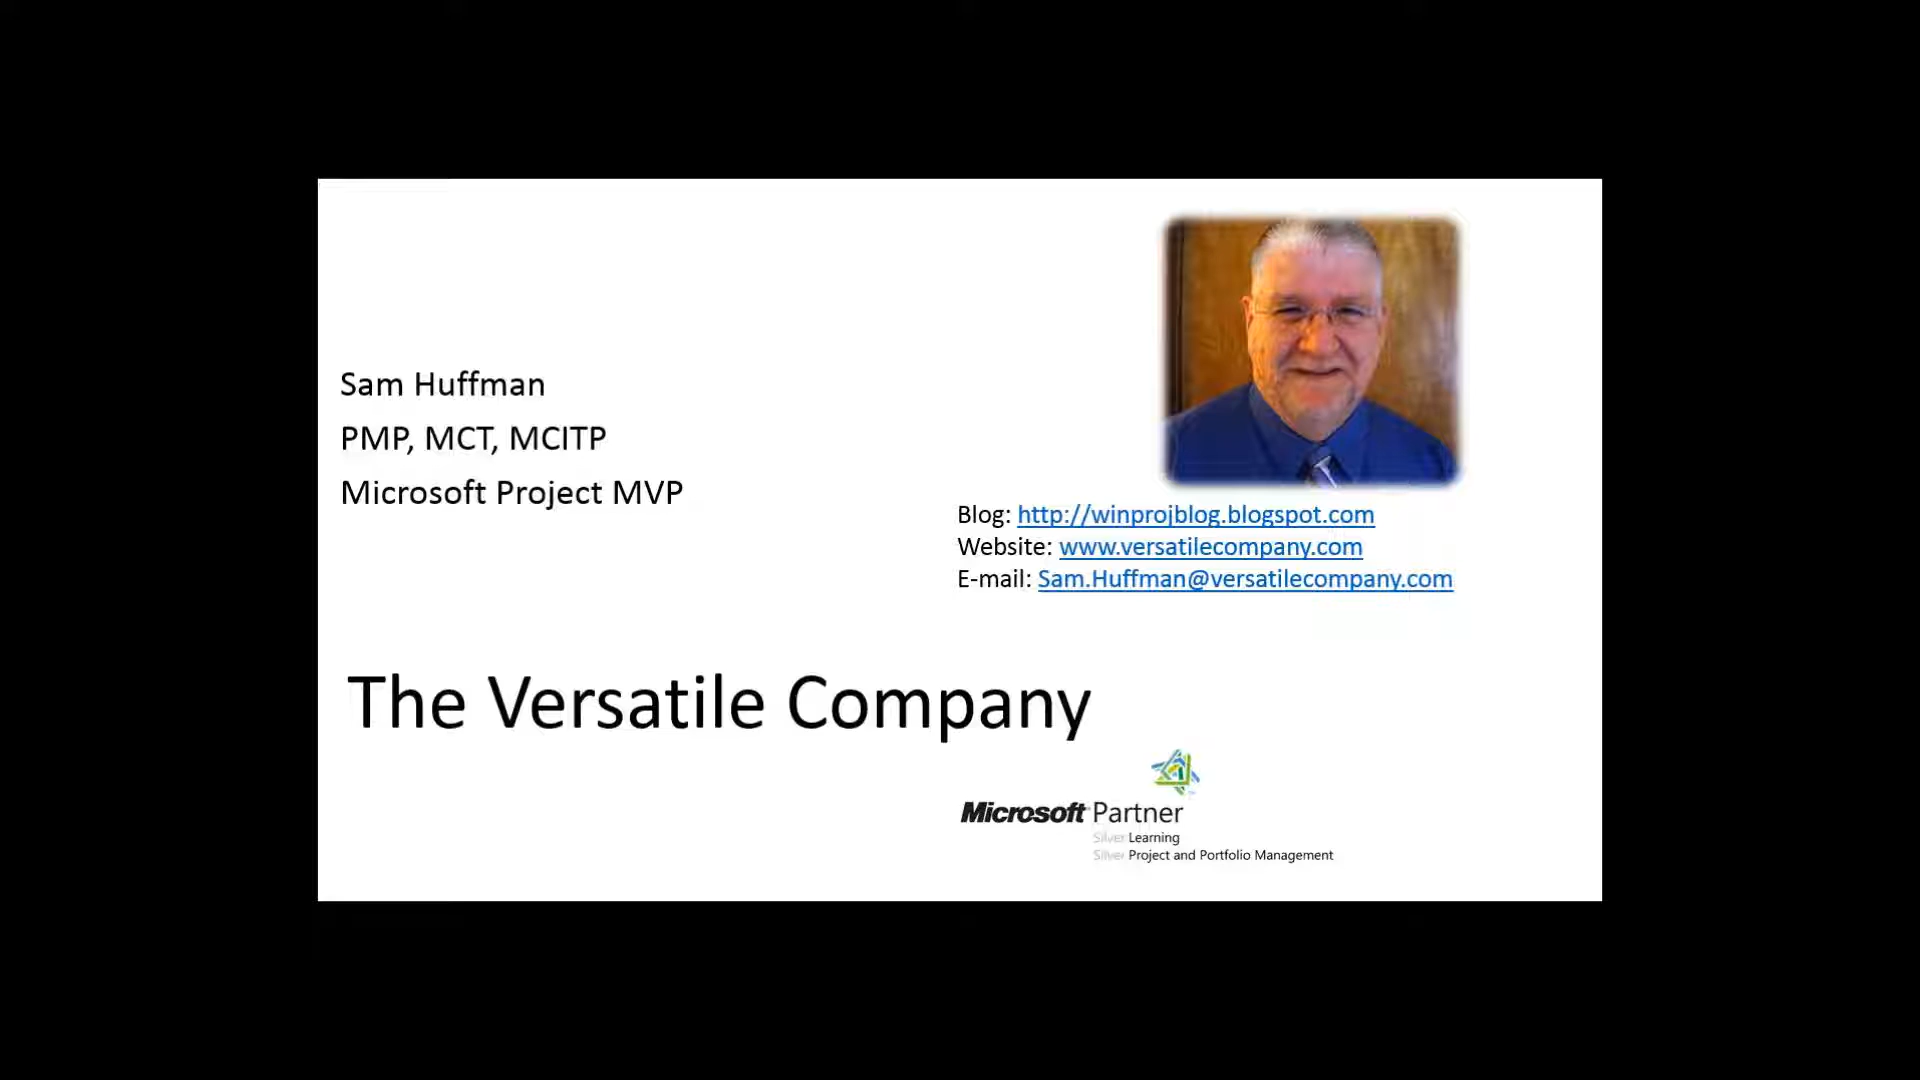 Sam Huffman
PMP, MCT, MCITP
Microsoft Project MVP
Blog: http://winprojblog.blogspot.com
Website: www.versatilecompany.com
E-mail: Sam.Huffman@versatilecompany.com
The Versatile Company
Microsoft Partner
Silver Learning
Silver Project and Portfolio Management